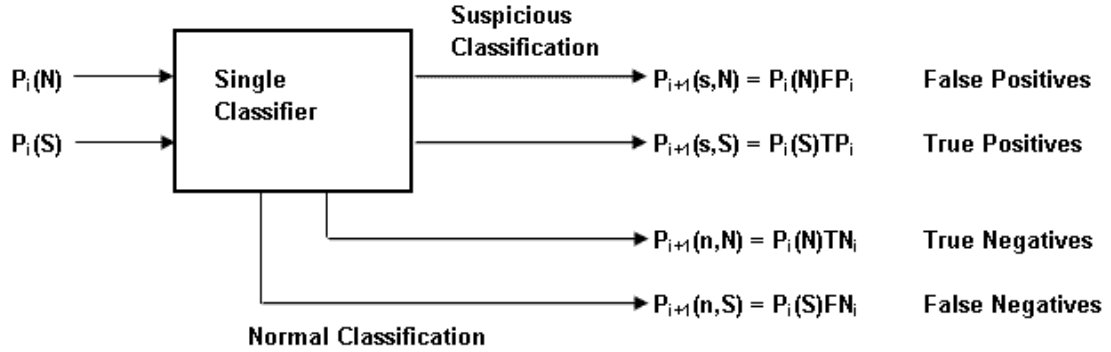 Suspicious
Classification
Pᵢ(N)
Single
Classifier
Pᵢ₊₁(s,N) = Pᵢ(N)FPᵢ False Positives
Pᵢ(S)
Pᵢ₊₁(s,S) = Pᵢ(S)TPᵢ True Positives
Pᵢ₊₁(n,N) = Pᵢ(N)TNᵢ True Negatives
Pᵢ₊₁(n,S) = Pᵢ(S)FNᵢ False Negatives
Normal Classification